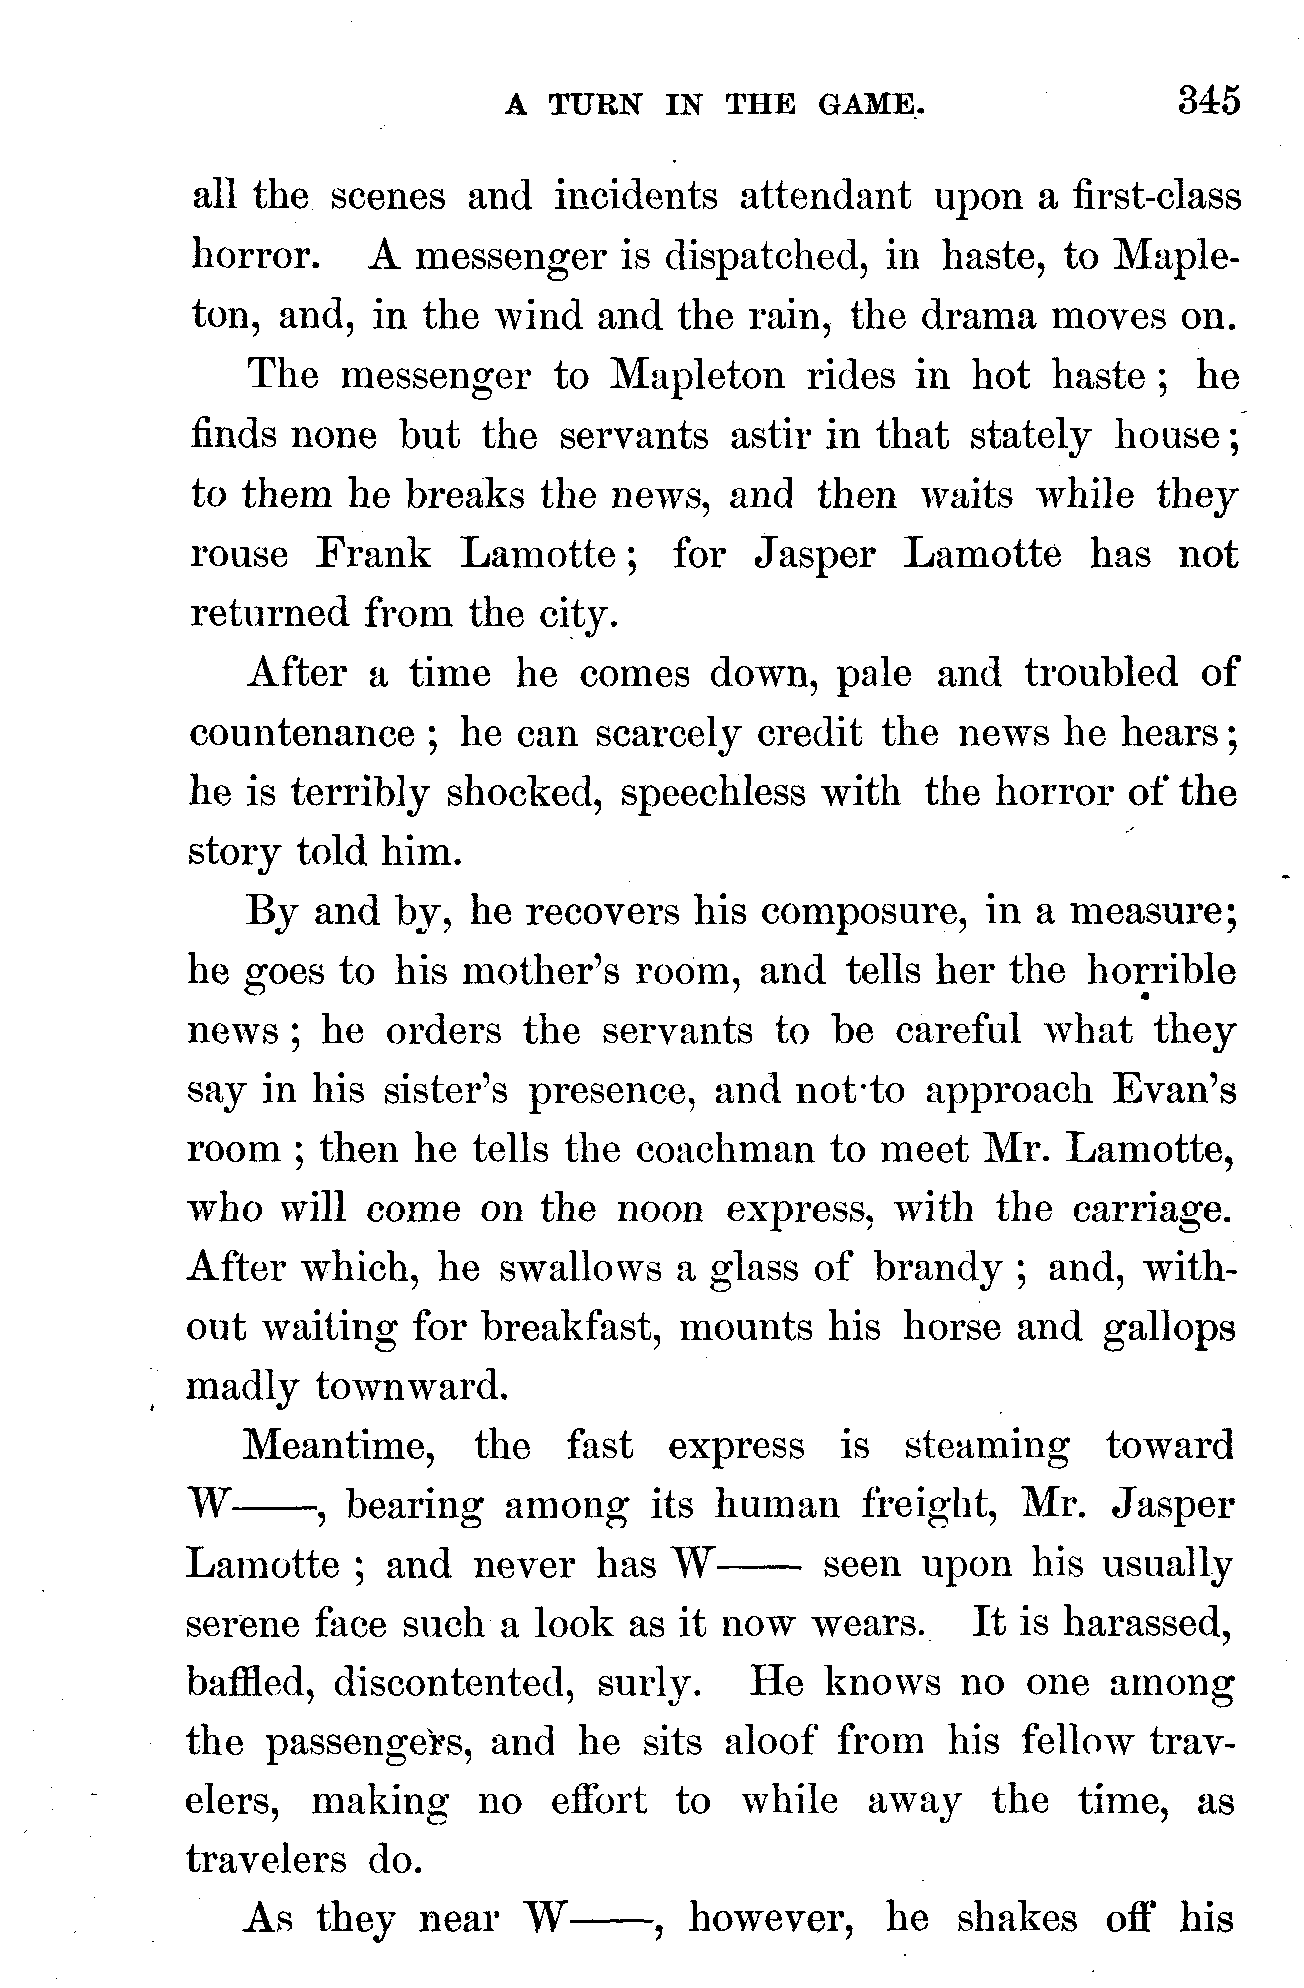 A TURN IN THE GAME. 345
all the scenes and incidents attendant upon a first-class
horror. A messenger is dispatched, in haste, to Maple-
ton, and, in the wind and the rain, the drama moves on.
The messenger to Mapleton rides in hot haste ; he
finds none but the servants astir in that stately house ;
to them he breaks the news, and then waits while they
rouse Frank Lamotte ; for Jasper Lamotte has not
returned from the city.
After a time he comes down, pale and troubled of
countenance ; he can scarcely credit the news he hears ;
he is terribly shocked, speechless with the horror of the
story told him.
By and by, he recovers his composure, in a measure;
he goes to his mother's room, and tells her the horrible
news ; he orders the servants to be careful what they
say in his sister's presence, and not to approach Evan's
room ; then he tells the coachman to meet Mr. Lamotte,
who will come on the noon express, with the carriage.
After which, he swallows a glass of brandy ; and, with-
out waiting for breakfast, mounts his horse and gallops
madly townward.
Meantime, the fast express is steaming toward
W——, bearing among its human freight, Mr. Jasper
Lamotte ; and never has W—— seen upon his usually
serene face such a look as it now wears. It is harassed,
baffled, discontented, surly. He knows no one among
the passengers, and he sits aloof from his fellow trav-
elers, making no effort to while away the time, as
travelers do.
As they near W——, however, he shakes off his